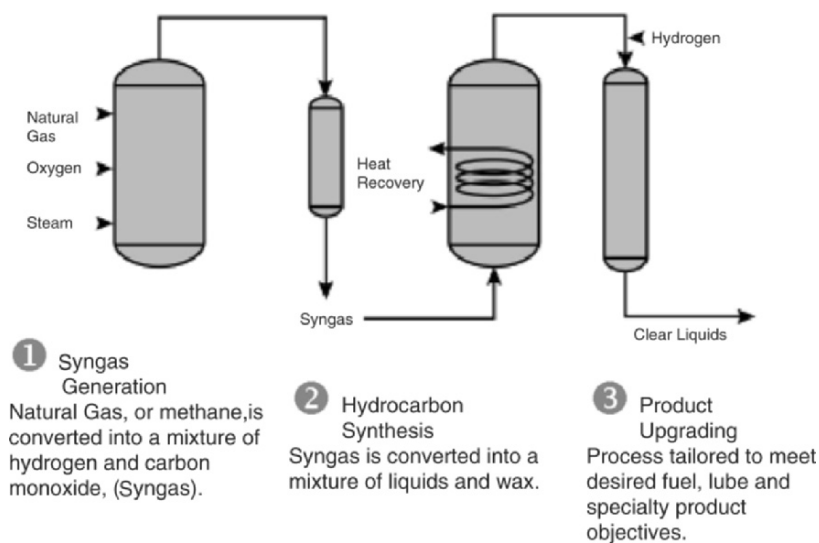 Natural
Gas
Oxygen
Steam
Heat
Recovery
Hydrogen
Syngas
Clear Liquids
1 Syngas
Generation
Natural Gas, or methane,is
converted into a mixture of
hydrogen and carbon
monoxide, (Syngas).
2 Hydrocarbon
Synthesis
Syngas is converted into a
mixture of liquids and wax.
3 Product
Upgrading
Process tailored to meet
desired fuel, lube and
specialty product
objectives.